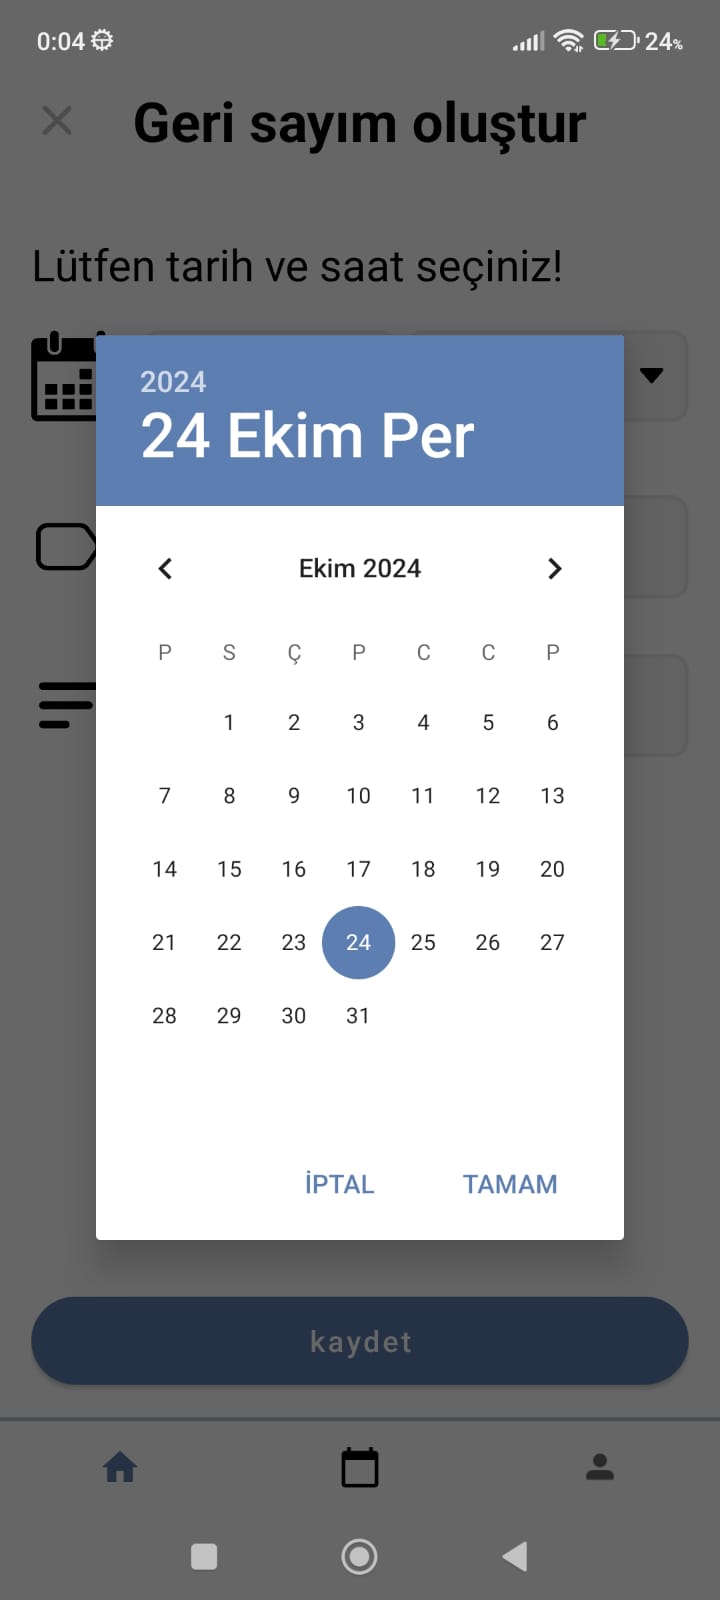 0:04 24%
Geri sayım oluştur
Lütfen tarih ve saat seçiniz!
2024
24 Ekim Per
Ekim 2024
P S Ç P C C P
1 2 3 4 5 6
7 8 9 10 11 12 13
14 15 16 17 18 19 20
21 22 23 24 25 26 27
28 29 30 31
İPTAL TAMAM
kaydet